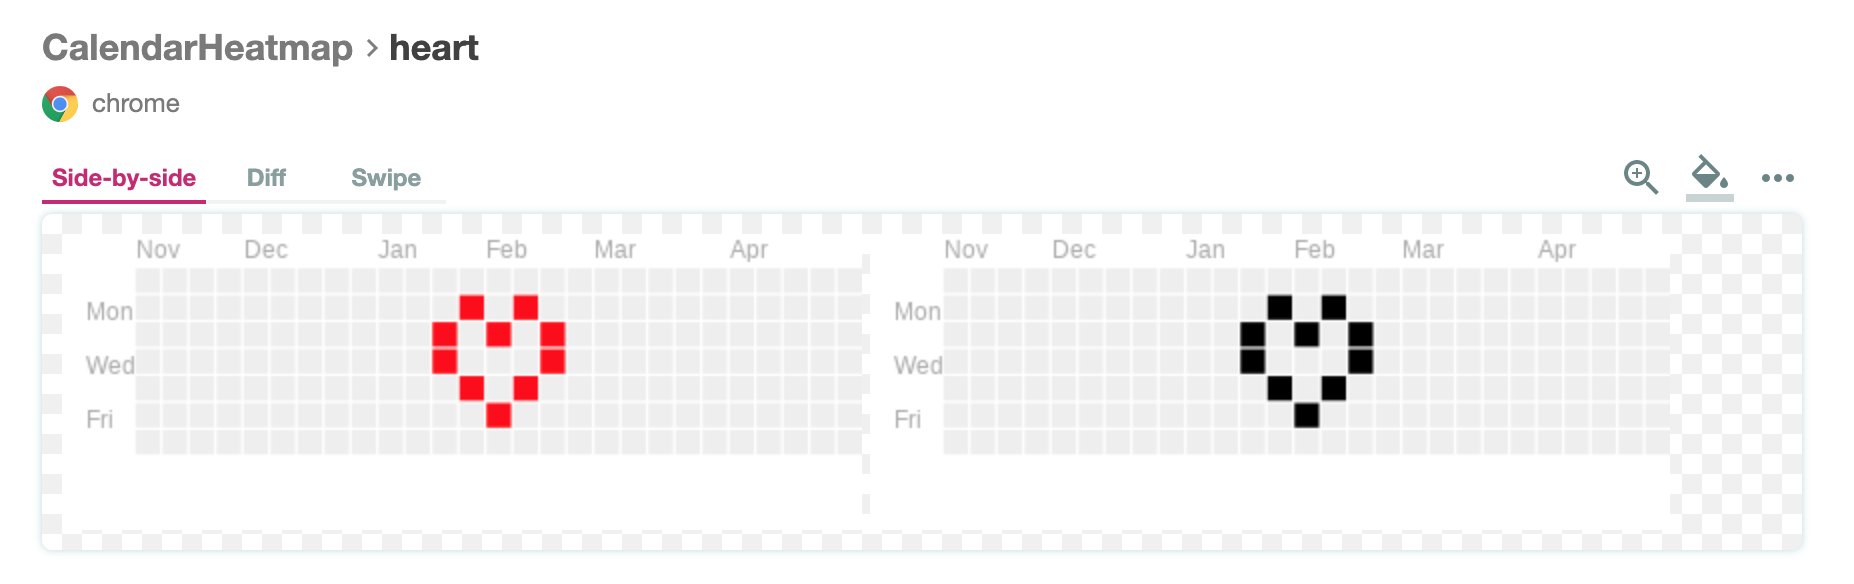 CalendarHeatmap › heart
chrome
Side-by-side Diff Swipe
Nov Dec Jan Feb Mar Apr Nov Dec Jan Feb Mar Apr
Mon Mon
Wed Wed
Fri Fri